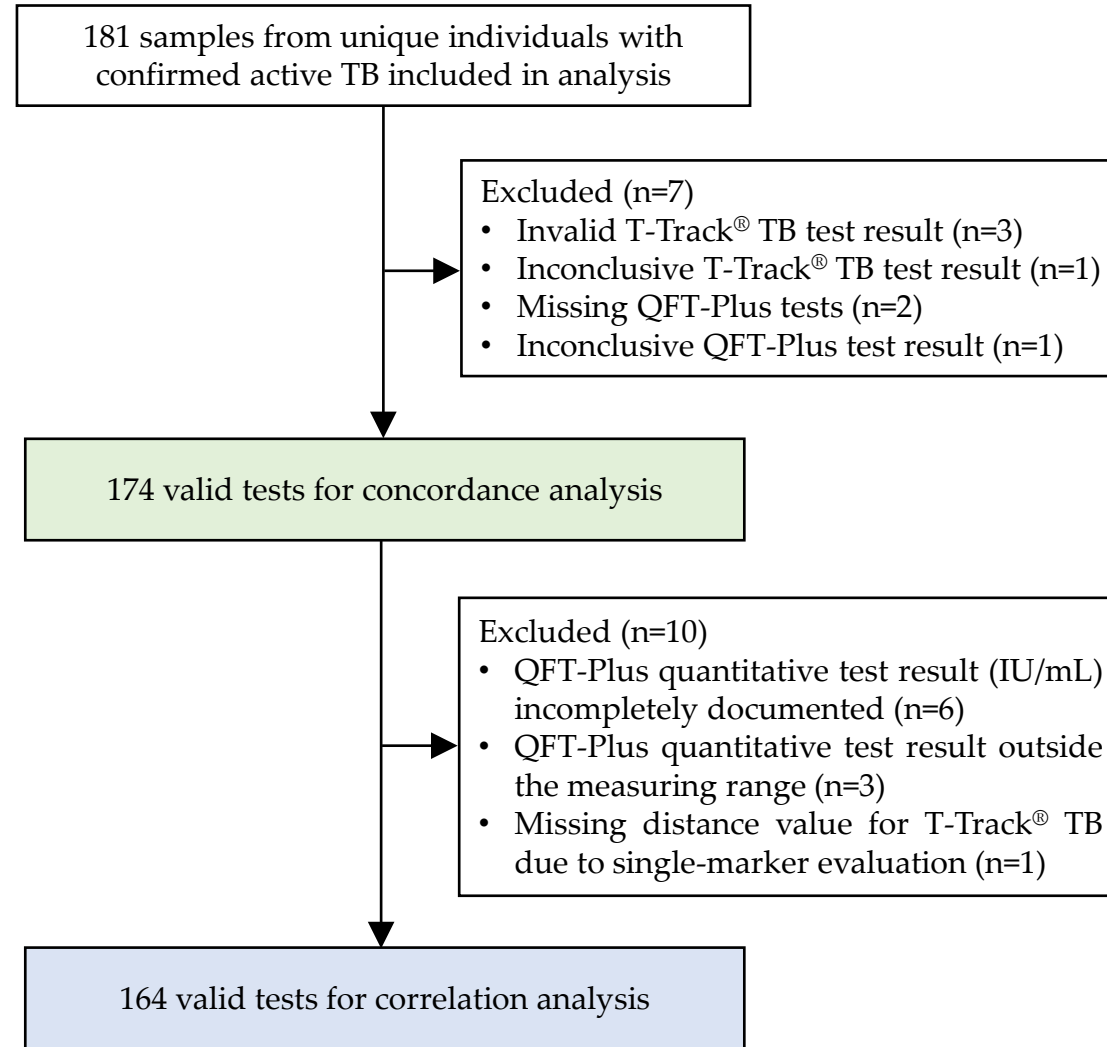 181 samples from unique individuals with
confirmed active TB included in analysis
Excluded (n=7)
• Invalid T-Track® TB test result (n=3)
• Inconclusive T-Track® TB test result (n=1)
• Missing QFT-Plus tests (n=2)
• Inconclusive QFT-Plus test result (n=1)
174 valid tests for concordance analysis
Excluded (n=10)
• QFT-Plus quantitative test result (IU/mL)
incompletely documented (n=6)
• QFT-Plus quantitative test result outside
the measuring range (n=3)
• Missing distance value for T-Track® TB
due to single-marker evaluation (n=1)
164 valid tests for correlation analysis